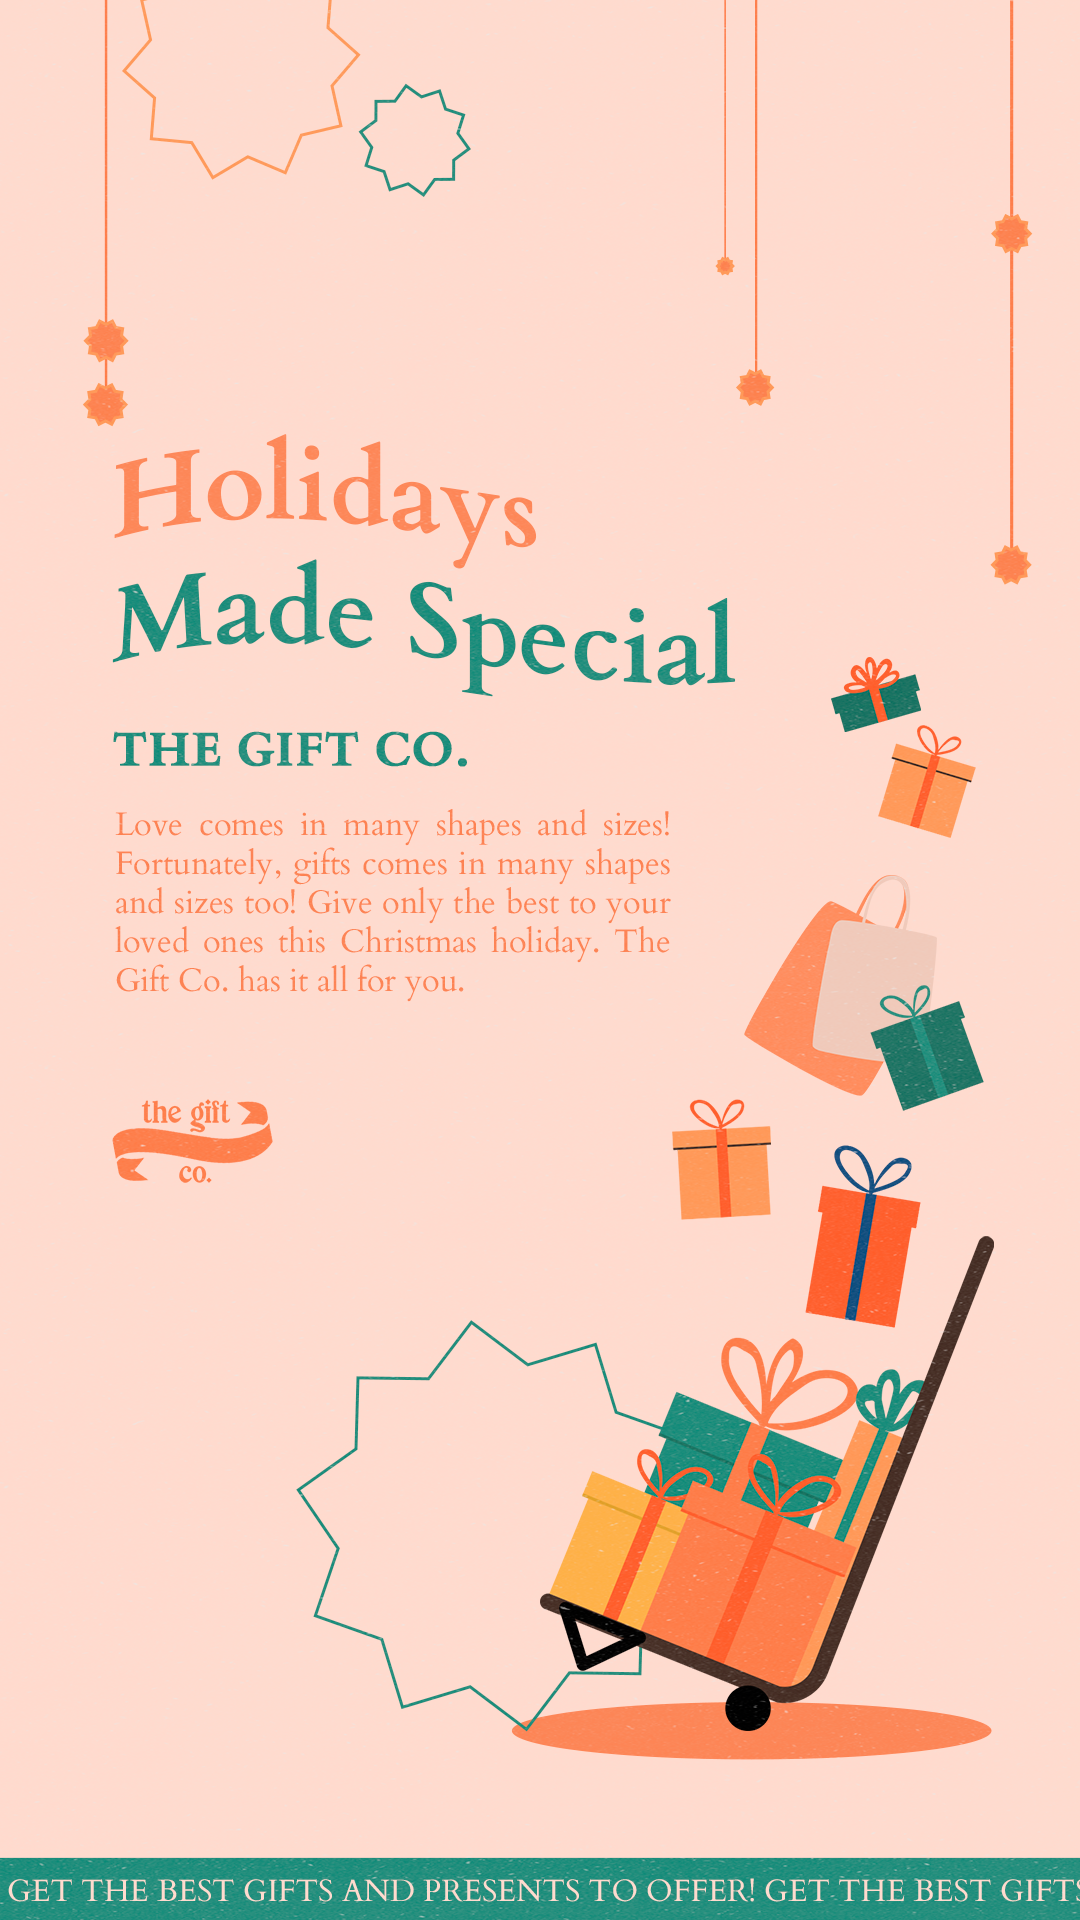 Holidays
Made Special
THE GIFT CO.
Love comes in many shapes and sizes!
Fortunately, gifts comes in many shapes
and sizes too! Give only the best to your
loved ones this Christmas holiday. The
Gift Co. has it all for you.
the gift
co.
GET THE BEST GIFTS AND PRESENTS TO OFFER! GET THE BEST GIFTS